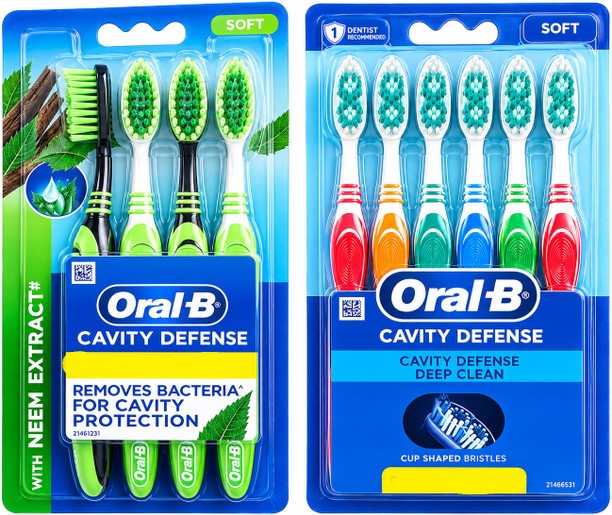 SOFT
Oral-B®
CAVITY DEFENSE
REMOVES BACTERIA^
FOR CAVITY
PROTECTION
21461231
WITH NEEM EXTRACT#
Oral-B
Oral-B
Oral-B
1 DENTIST
RECOMMENDED
SOFT
Oral-B®
CAVITY DEFENSE
CAVITY DEFENSE
DEEP CLEAN
CUP SHAPED BRISTLES
21466531